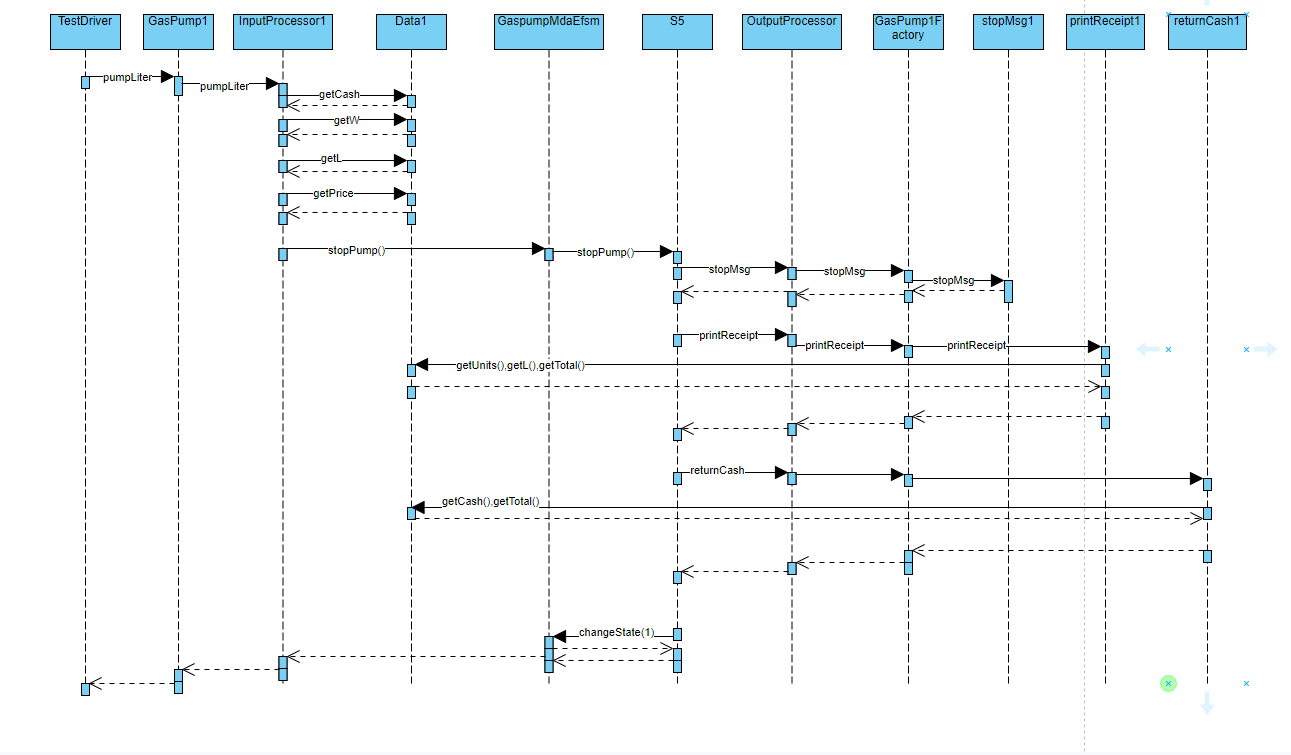 TestDriver
GasPump1
InputProcessor1
Data1
GaspumpMdaEfsm
S5
OutputProcessor
GasPump1F
actory
stopMsg1
printReceipt1
returnCash1
pumpLiter
pumpLiter
getCash
getW
getL
getPrice
stopPump()
stopPump()
stopMsg
stopMsg
stopMsg
printReceipt
printReceipt
printReceipt
getUnits(),getL(),getTotal()
returnCash
getCash(),getTotal()
changeState(1)